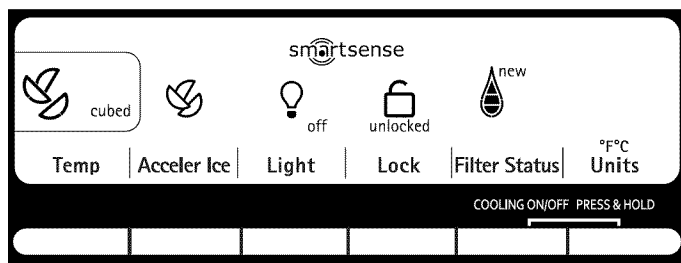 smartsense
cubed
off
unlocked
new
°F°C
Temp Acceler Ice Light Lock Filter Status Units
COOLING ON/OFF PRESS & HOLD